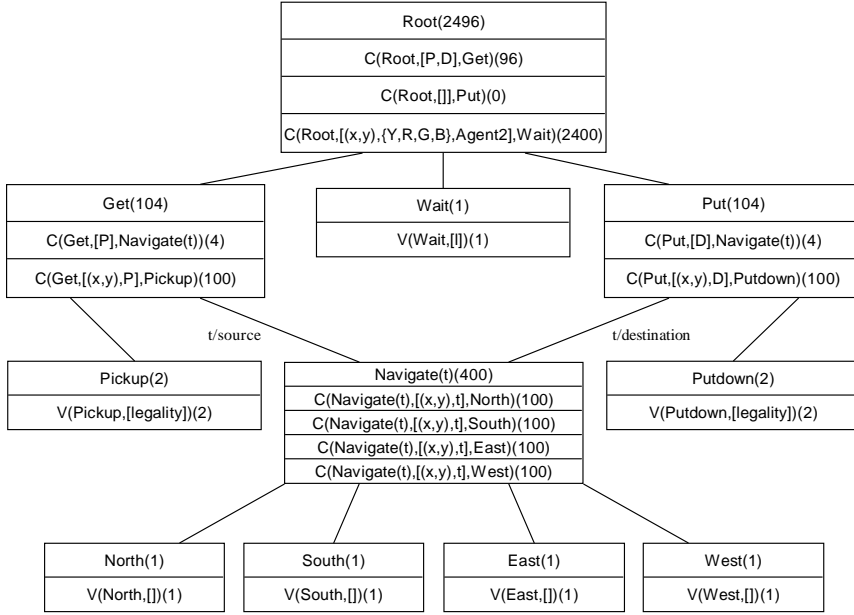 Root(2496)
C(Root,[P,D],Get)(96)
C(Root,[],Put)(0)
C(Root,[(x,y),{Y,R,G,B},Agent2],Wait)(2400)
Get(104)
C(Get,[P],Navigate(t))(4)
C(Get,[(x,y),P],Pickup)(100)
Wait(1)
V(Wait,[l])(1)
Put(104)
C(Put,[D],Navigate(t))(4)
C(Put,[(x,y),D],Putdown)(100)
t/source
t/destination
Pickup(2)
V(Pickup,[legality])(2)
Navigate(t)(400)
C(Navigate(t),[(x,y),t],North)(100)
C(Navigate(t),[(x,y),t],South)(100)
C(Navigate(t),[(x,y),t],East)(100)
C(Navigate(t),[(x,y),t],West)(100)
Putdown(2)
V(Putdown,[legality])(2)
North(1)
V(North,[])(1)
South(1)
V(South,[])(1)
East(1)
V(East,[])(1)
West(1)
V(West,[])(1)